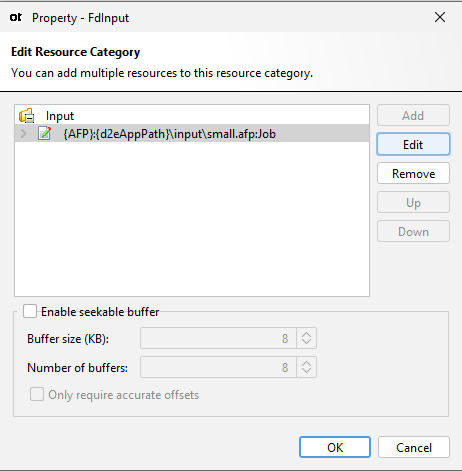 ot Property - FdInput
Edit Resource Category
You can add multiple resources to this resource category.
Input
{AFP}:{d2eAppPath}\input\small.afp:Job
Add
Edit
Remove
Up
Down
Enable seekable buffer
Buffer size (KB): 8
Number of buffers: 8
Only require accurate offsets
OK Cancel